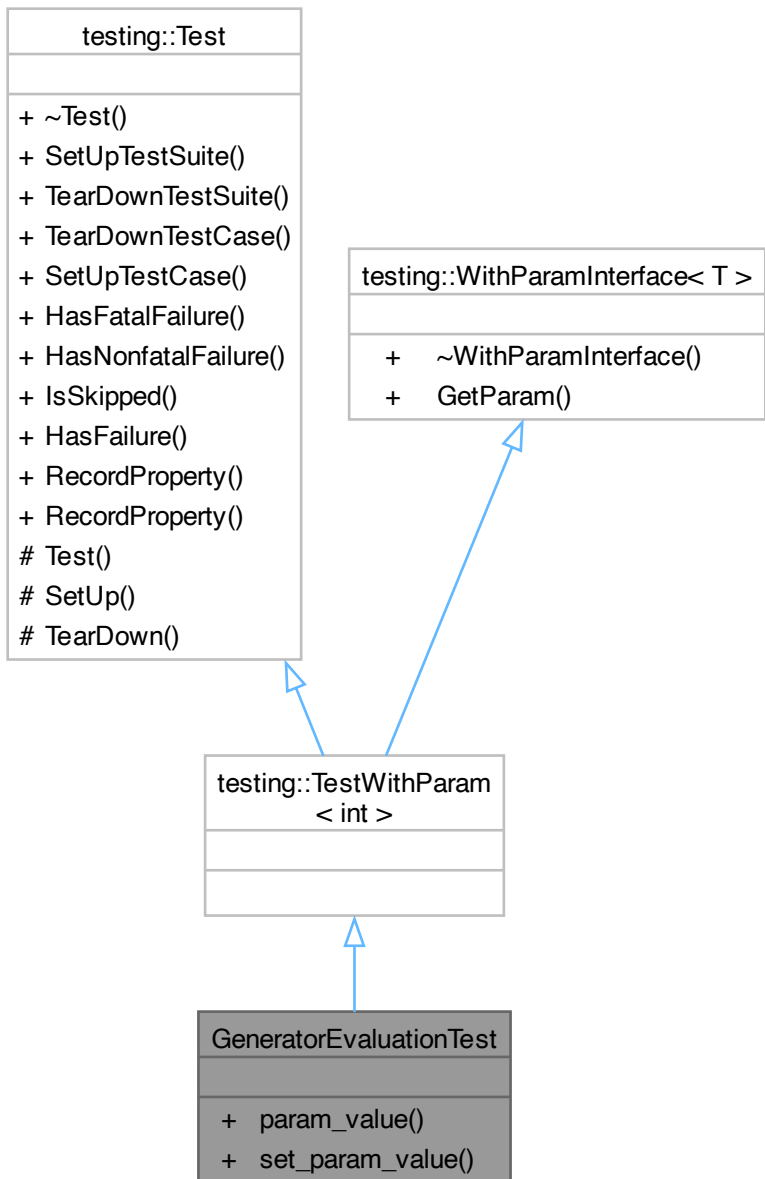 testing::Test
+ ~Test()
+ SetUpTestSuite()
+ TearDownTestSuite()
+ TearDownTestCase()
+ SetUpTestCase()
+ HasFatalFailure()
+ HasNonfatalFailure()
+ IsSkipped()
+ HasFailure()
+ RecordProperty()
+ RecordProperty()
# Test()
# SetUp()
# TearDown()
testing::WithParamInterface< T >
+ ~WithParamInterface()
+ GetParam()
testing::TestWithParam
< int >
GeneratorEvaluationTest
+ param_value()
+ set_param_value()